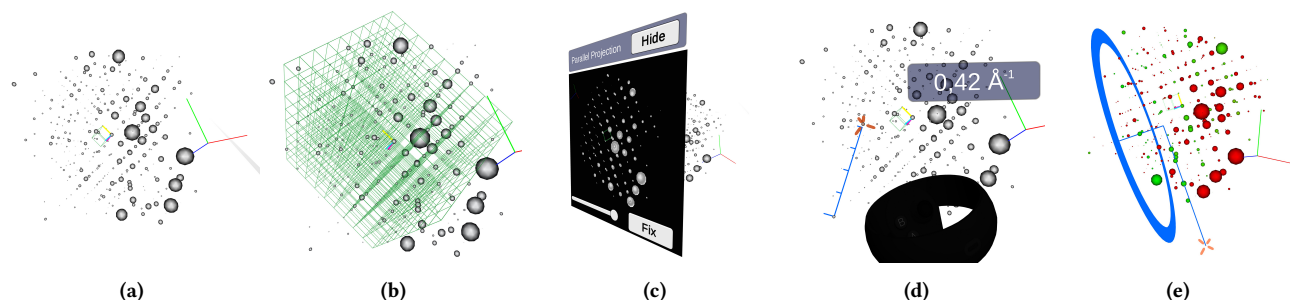 Parallel Projection
Hide
Fix
0.42 Å⁻¹
(a)
(b)
(c)
(d)
(e)